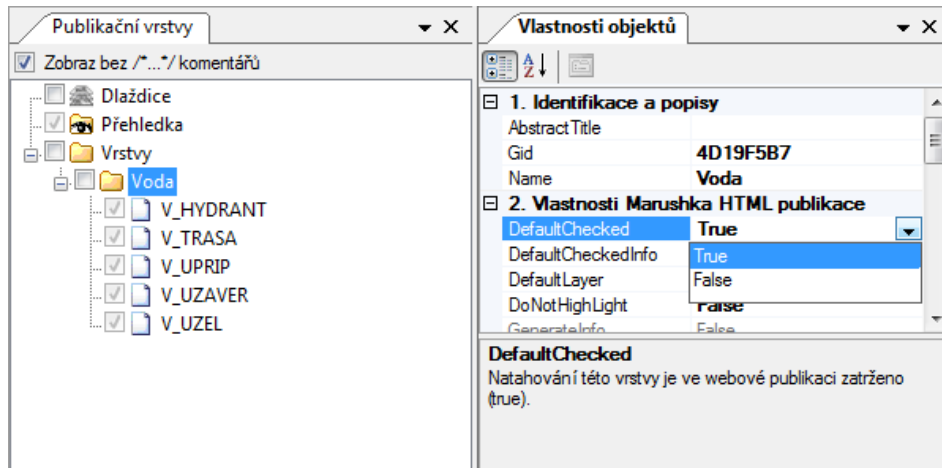 Publikační vrstvy
Zobraz bez /*...*/ komentářů
Dlaždice
Přehledka
Vrstvy
Voda
V_HYDRANT
V_TRASA
V_UPRIP
V_UZAVER
V_UZEL
Vlastnosti objektů
1. Identifikace a popisy
AbstractTitle
Gid 4D19F5B7
Name Voda
2. Vlastnosti Marushka HTML publikace
DefaultChecked True
DefaultCheckedInfo True
DefaultLayer False
DoNotHighLight False
GenerateInfo False
DefaultChecked
Natahování této vrstvy je ve webové publikaci zatrženo
(true).